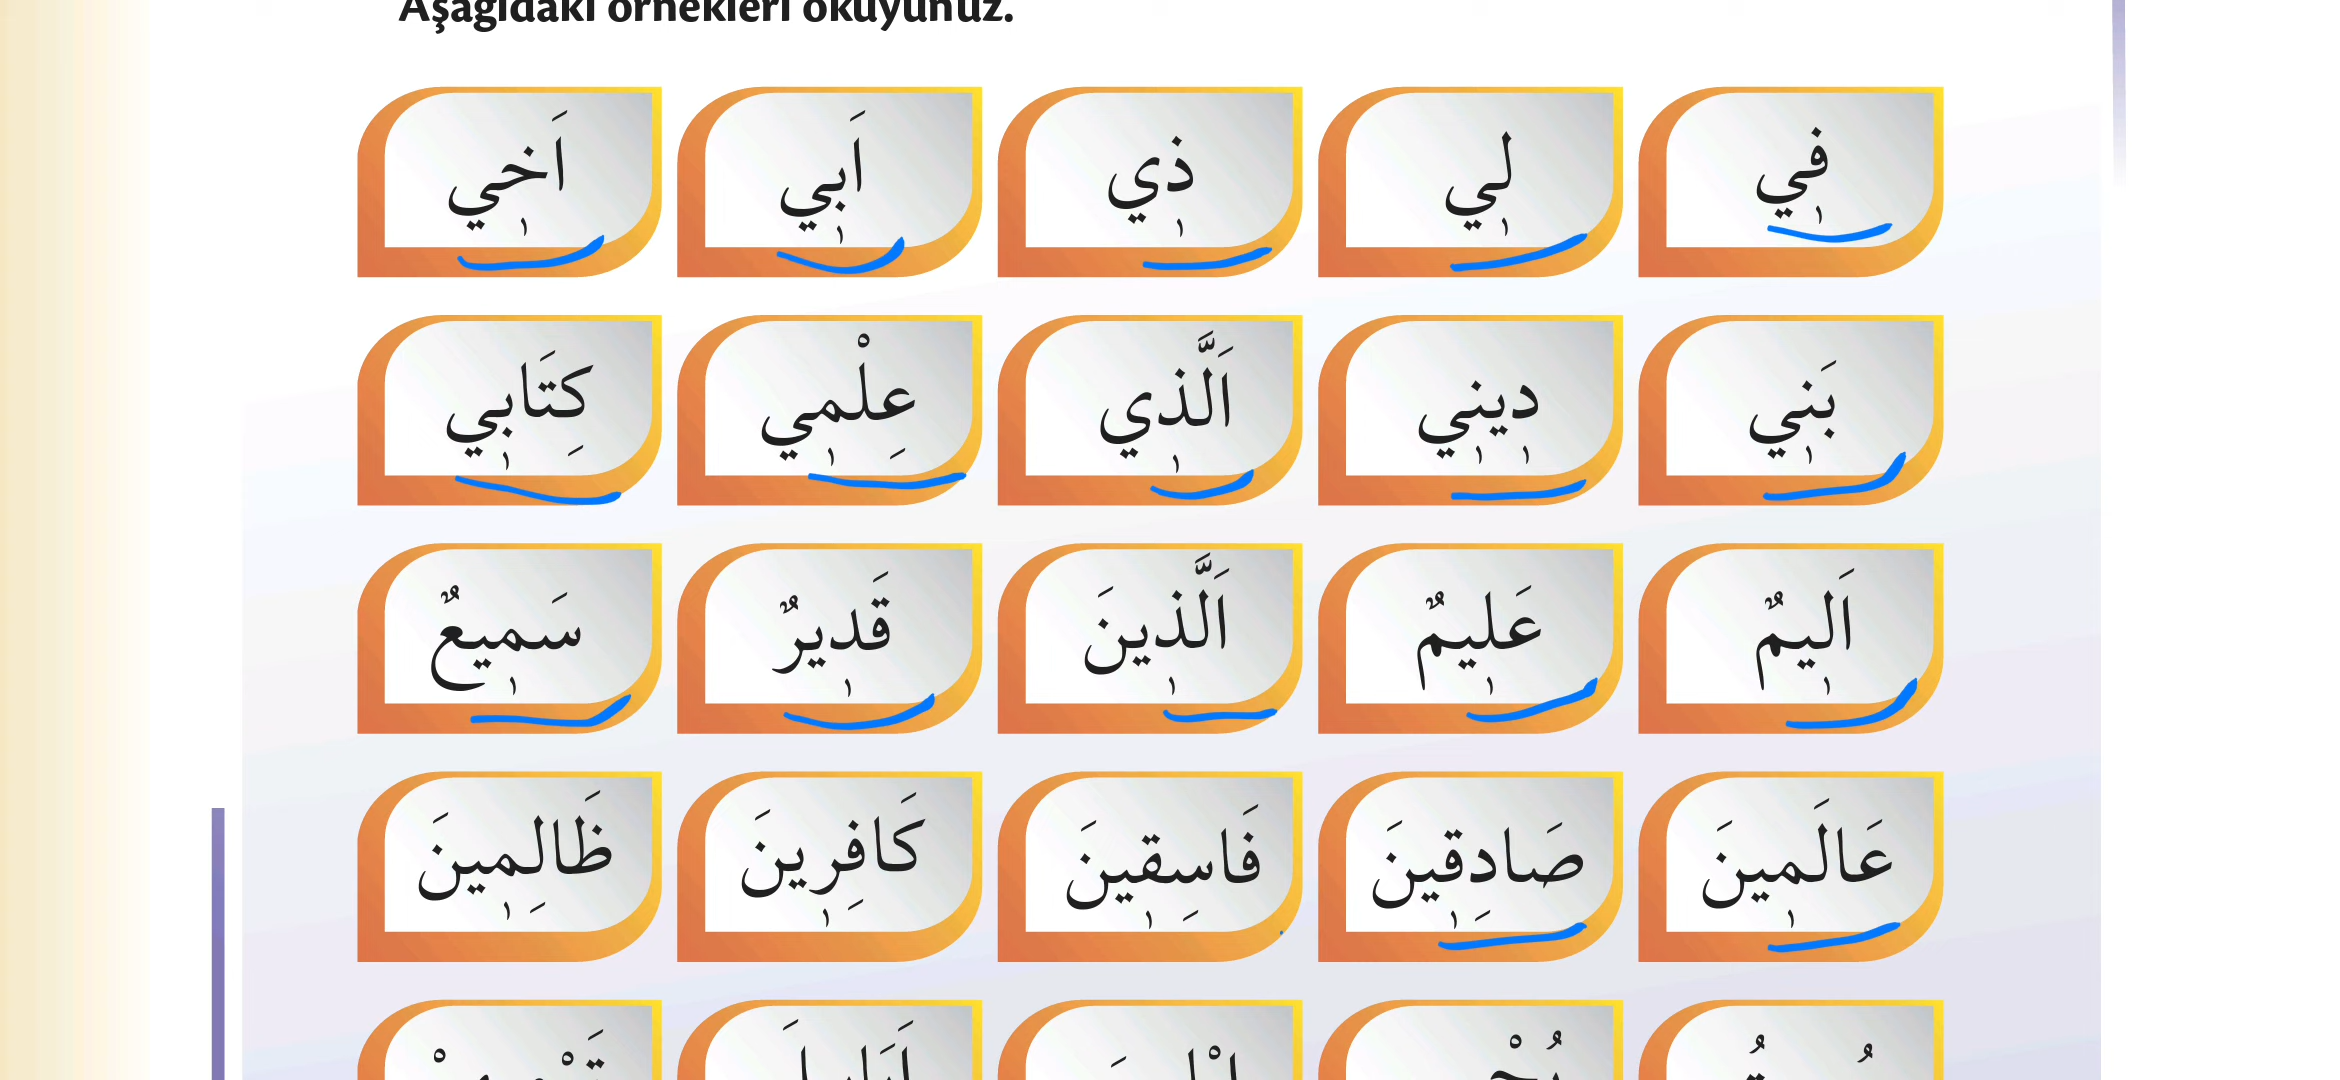 Aşağıdaki örnekleri okuyunuz.
فٖي لٖي ذٖي اَبٖي اَخٖي
بَنٖي دٖينٖي اَلَّذٖي عِلْمٖي كِتَابٖي
اَلٖيمٌ عَلٖيمٌ اَلَّذٖينَ قَدٖيرٌ سَمٖيعٌ
عَالَمٖينَ صَادِقٖينَ فَاسِقٖينَ كَافِرٖينَ ظَالِمٖينَ